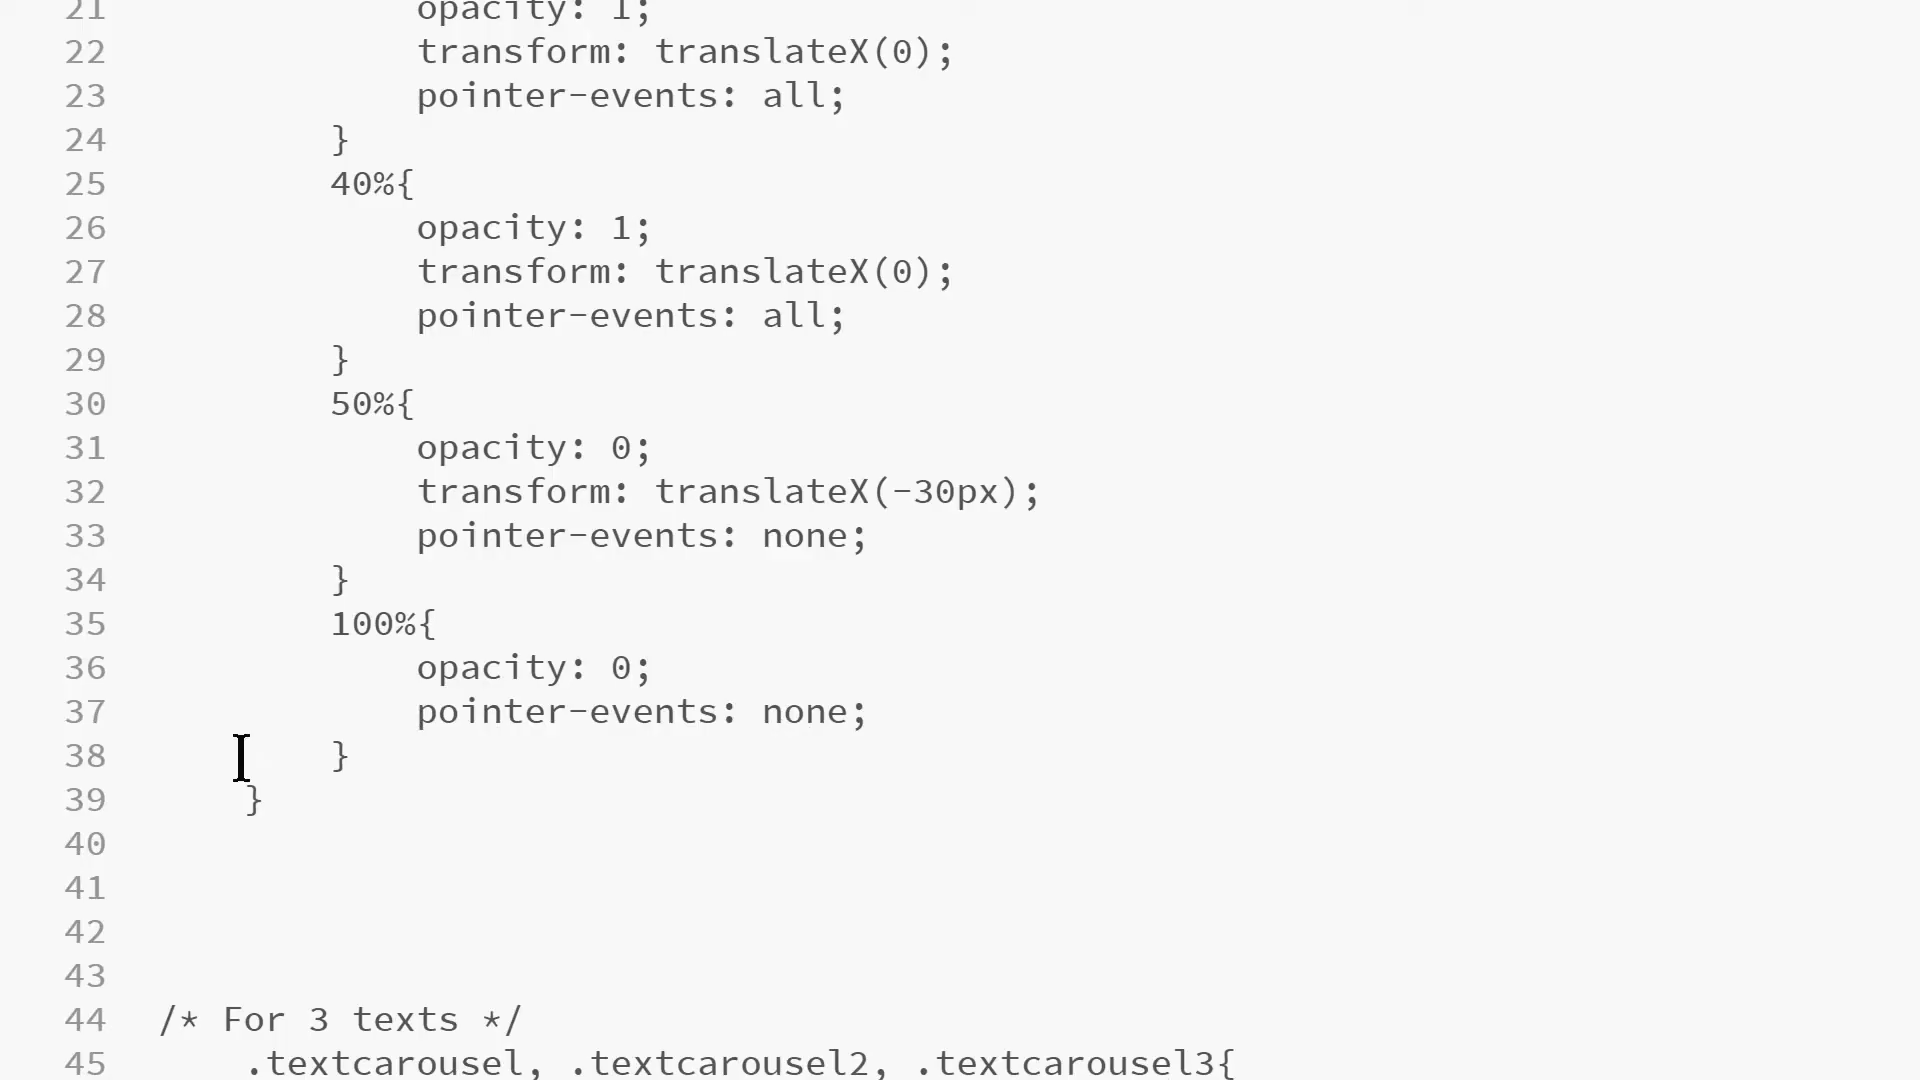 21 opacity: 1;
22 transform: translateX(0);
23 pointer-events: all;
24 }
25 40%{
26 opacity: 1;
27 transform: translateX(0);
28 pointer-events: all;
29 }
30 50%{
31 opacity: 0;
32 transform: translateX(-30px);
33 pointer-events: none;
34 }
35 100%{
36 opacity: 0;
37 pointer-events: none;
38 }
39 }
40
41
42
43
44 /* For 3 texts */
45 .textcarousel, .textcarousel2, .textcarousel3{